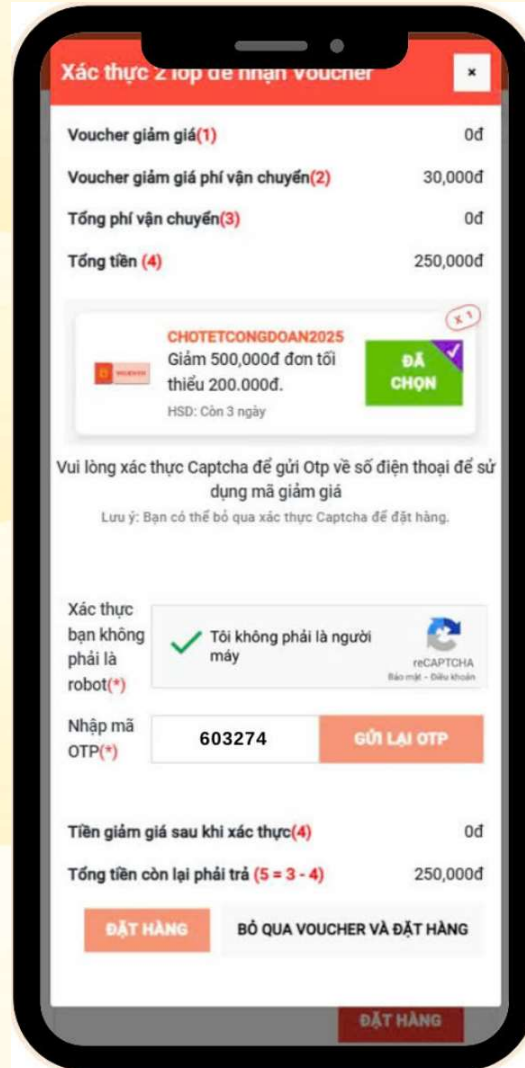 Xác thực 2 lớp để nhận Voucher
×
Voucher giảm giá(1) 0đ
Voucher giảm giá phí vận chuyển(2) 30,000đ
Tổng phí vận chuyển(3) 0đ
Tổng tiền (4) 250,000đ
X 1
CHOTETCONGDOAN2025
Giảm 500,000đ đơn tối
thiểu 200.000đ.
HSD: Còn 3 ngày
ĐÃ
CHỌN
Vui lòng xác thực Captcha để gửi Otp về số điện thoại để sử
dụng mã giảm giá
Lưu ý: Bạn có thể bỏ qua xác thực Captcha để đặt hàng.
Xác thực
bạn không
phải là
robot(*)
Tôi không phải là người
máy
reCAPTCHA
Bảo mật - Điều khoản
Nhập mã
OTP(*)
603274
GỬI LẠI OTP
Tiền giảm giá sau khi xác thực(4) 0đ
Tổng tiền còn lại phải trả (5 = 3 - 4) 250,000đ
ĐẶT HÀNG
BỎ QUA VOUCHER VÀ ĐẶT HÀNG
ĐẶT HÀNG